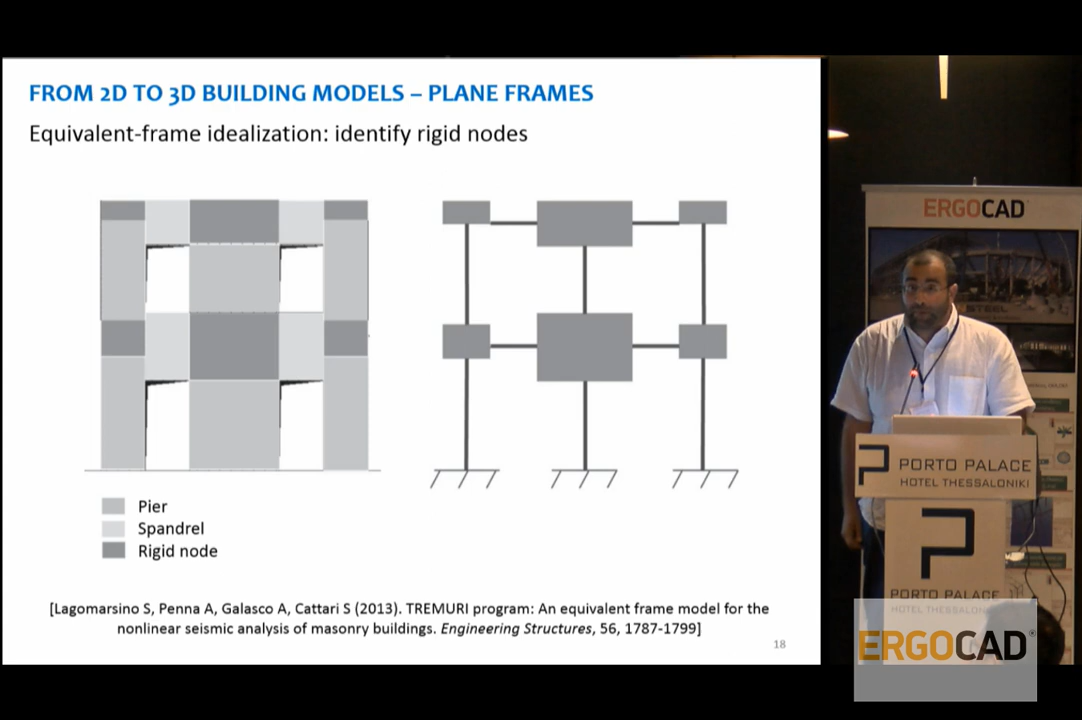 FROM 2D TO 3D BUILDING MODELS – PLANE FRAMES
Equivalent-frame idealization: identify rigid nodes
Pier
Spandrel
Rigid node
[Lagomarsino S, Penna A, Galasco A, Cattari S (2013). TREMURI program: An equivalent frame model for the
nonlinear seismic analysis of masonry buildings. Engineering Structures, 56, 1787-1799]
18
ERGOCAD
STEEL
PORTO PALACE
HOTEL THESSALONIKI
P
PORTO PALACE
HOTEL THESSALONIKI
ERGOCAD®